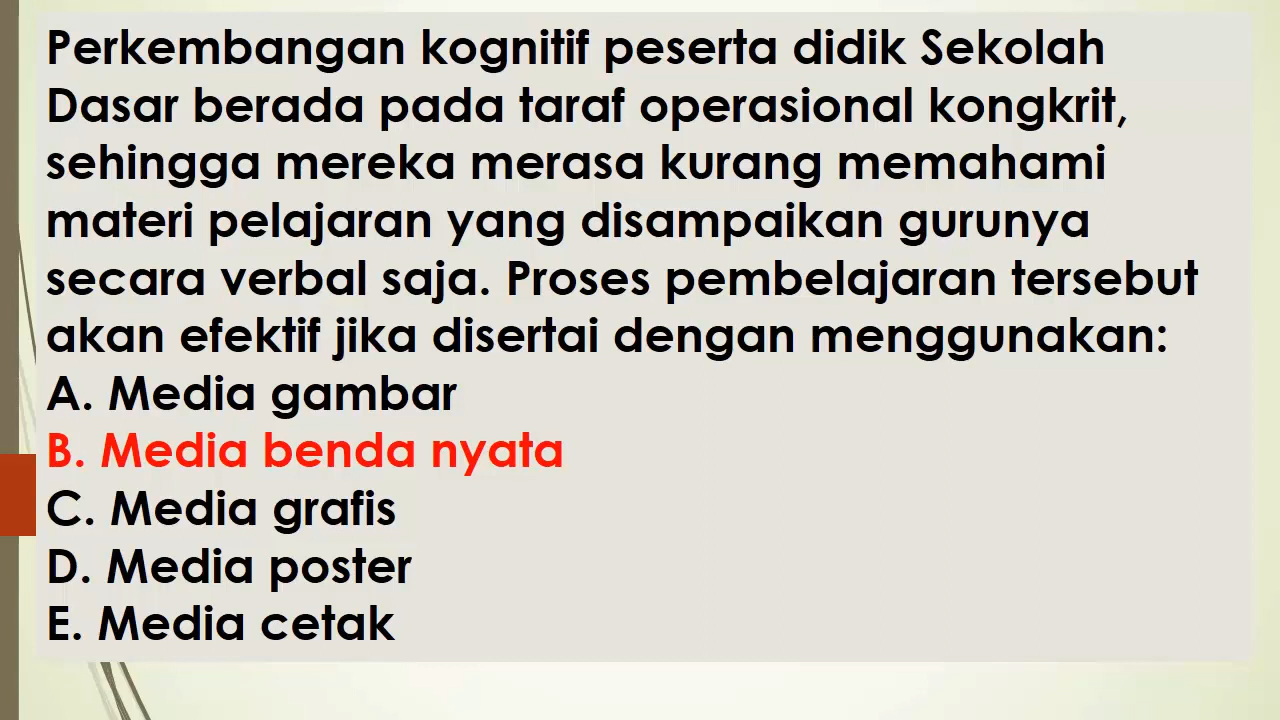 Perkembangan kognitif peserta didik Sekolah
Dasar berada pada taraf operasional kongkrit,
sehingga mereka merasa kurang memahami
materi pelajaran yang disampaikan gurunya
secara verbal saja. Proses pembelajaran tersebut
akan efektif jika disertai dengan menggunakan:
A. Media gambar
B. Media benda nyata
C. Media grafis
D. Media poster
E. Media cetak